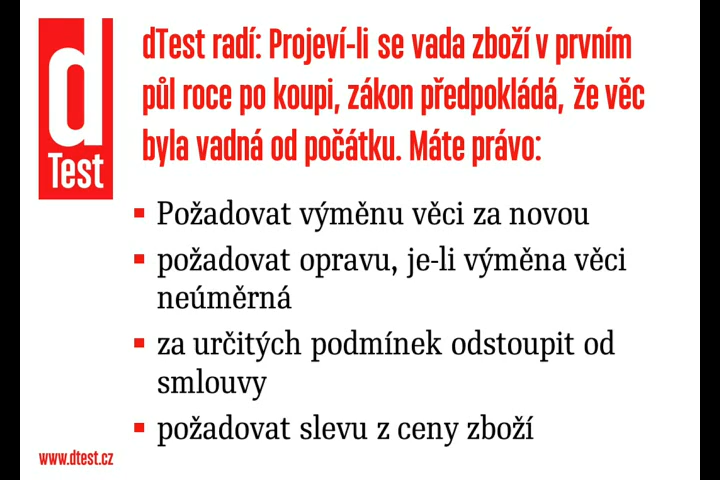 d
Test
dTest radí: Projeví-li se vada zboží v prvním
půl roce po koupi, zákon předpokládá, že věc
byla vadná od počátku. Máte právo:
Požadovat výměnu věci za novou
požadovat opravu, je-li výměna věci
neúměrná
za určitých podmínek odstoupit od
smlouvy
požadovat slevu z ceny zboží
www.dtest.cz